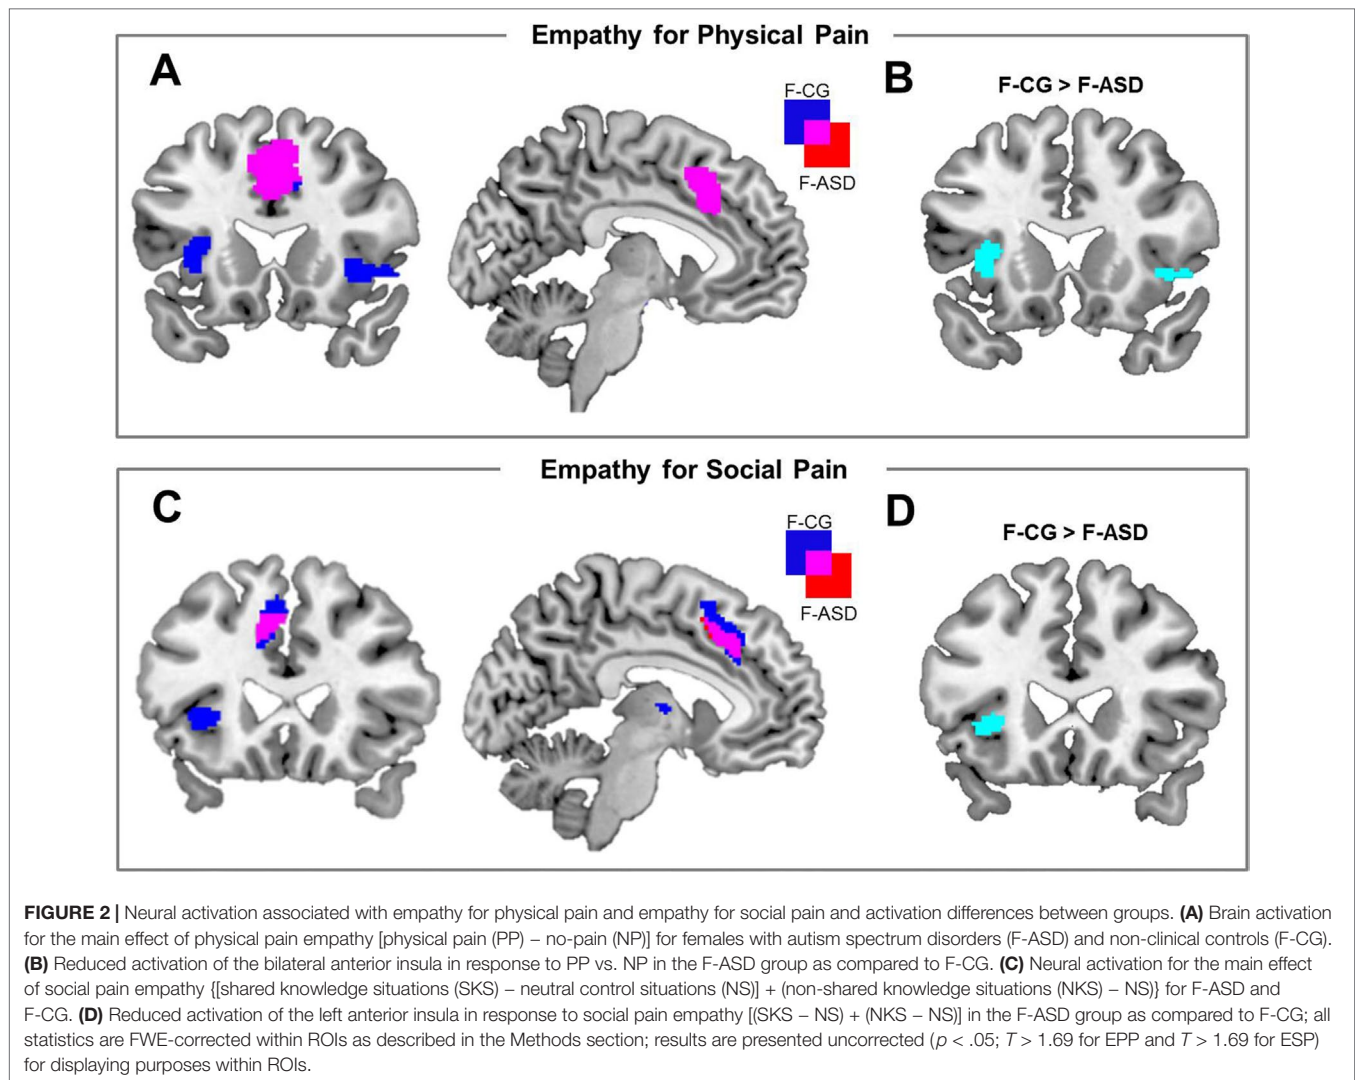 Empathy for Physical Pain
A
F-CG
F-ASD
B
F-CG > F-ASD
Empathy for Social Pain
C
F-CG
F-ASD
D
F-CG > F-ASD
FIGURE 2 | Neural activation associated with empathy for physical pain and empathy for social pain and activation differences between groups. (A) Brain activation
for the main effect of physical pain empathy [physical pain (PP) – no-pain (NP)] for females with autism spectrum disorders (F-ASD) and non-clinical controls (F-CG).
(B) Reduced activation of the bilateral anterior insula in response to PP vs. NP in the F-ASD group as compared to F-CG. (C) Neural activation for the main effect
of social pain empathy {[shared knowledge situations (SKS) – neutral control situations (NS)] + (non-shared knowledge situations (NKS) – NS)} for F-ASD and
F-CG. (D) Reduced activation of the left anterior insula in response to social pain empathy [(SKS – NS) + (NKS – NS)] in the F-ASD group as compared to F-CG; all
statistics are FWE-corrected within ROIs as described in the Methods section; results are presented uncorrected (p < .05; T > 1.69 for EPP and T > 1.69 for ESP)
for displaying purposes within ROIs.